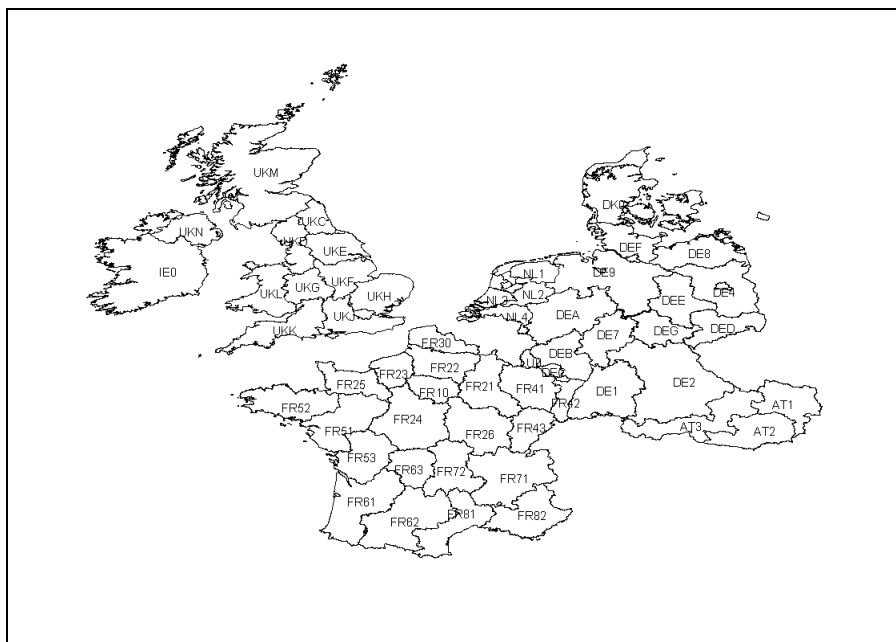 UKM
UKC
DK0
UKN
UKD
UKE
DEF
DE8
IE0
NL1
DE9
UKL
UKG
UKF
UKH
NL2
NL3
DEE
DE4
UKK
UKJ
NL4
DEA
DE7
DEG
DED
FR30
DEB
FR25
FR23
FR22
FR10
FR21
FR41
DEC
FR42
DE1
DE2
FR52
FR51
FR24
FR26
FR43
AT1
AT3
AT2
FR53
FR63
FR72
FR71
FR61
FR62
FR81
FR82